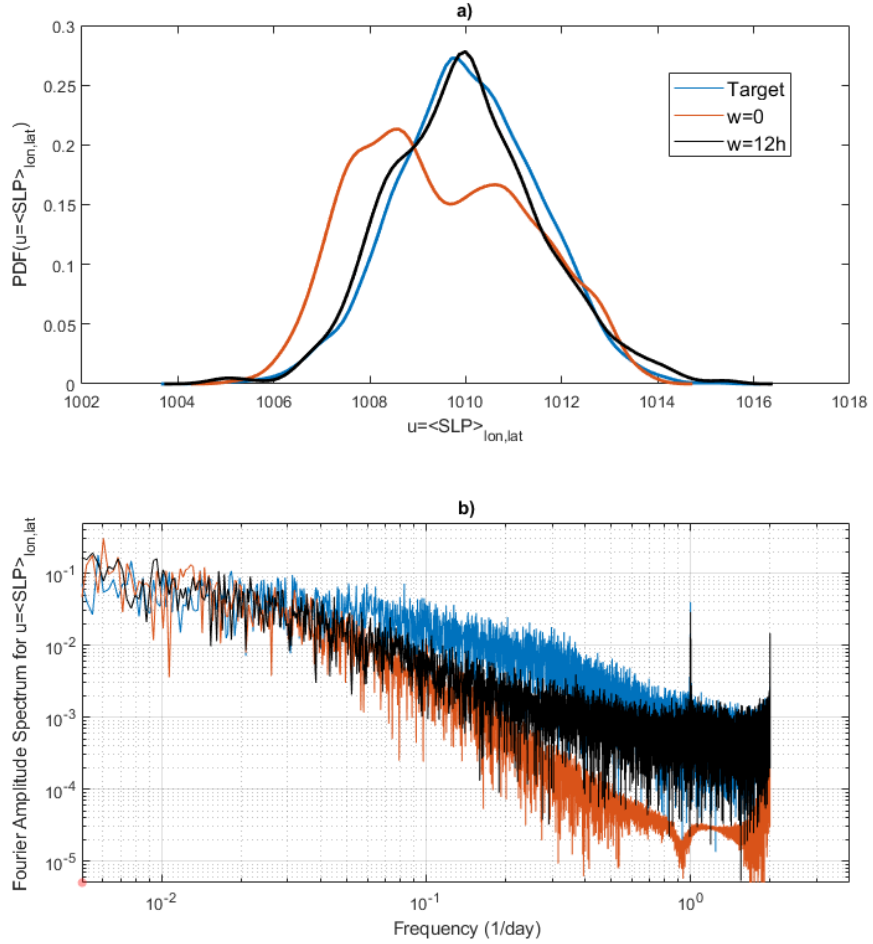 a)
0.3
0.25
0.2
0.15
0.1
0.05
0
PDF(u=<SLP>lon,lat)
Target
w=0
w=12h
1002 1004 1006 1008 1010 1012 1014 1016 1018
u=<SLP>lon,lat
b)
10-1
10-2
10-3
10-4
10-5
Fourier Amplitude Spectrum for u=<SLP>lon,lat
10-2 10-1 100
Frequency (1/day)